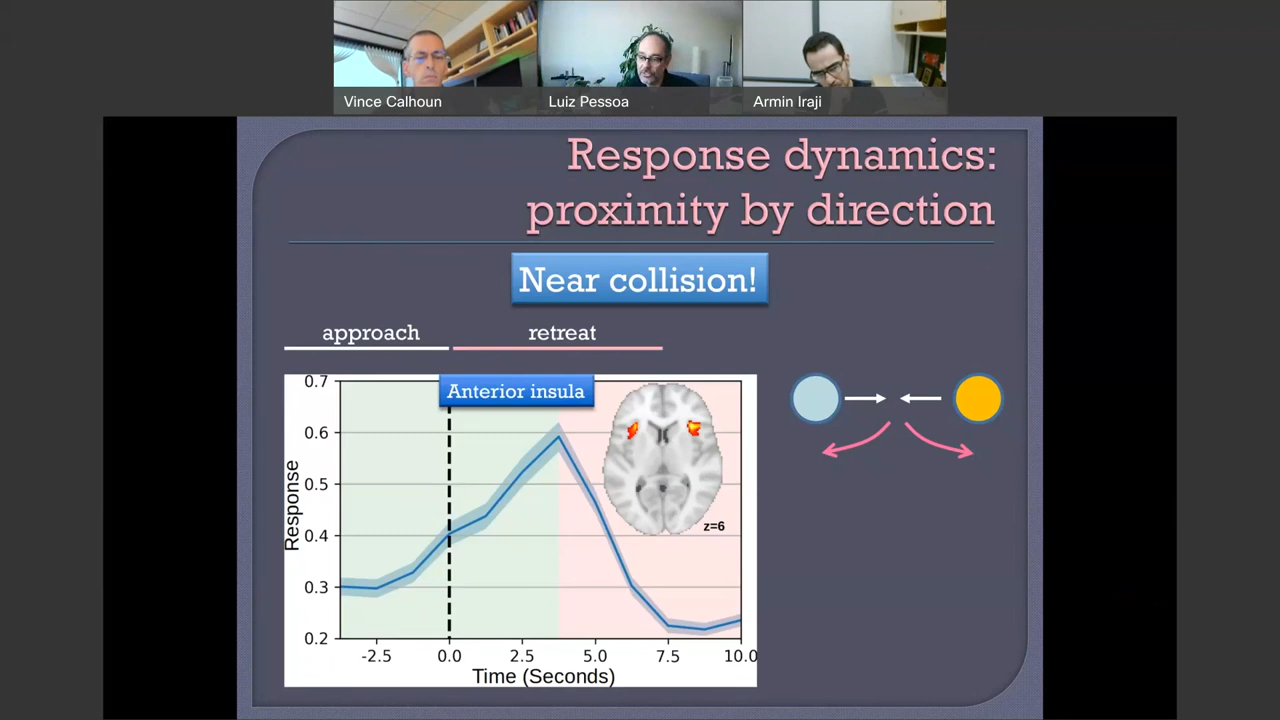 Vince Calhoun
Luiz Pessoa
Armin Iraji
Response dynamics:
proximity by direction
Near collision!
approach
retreat
Anterior insula
0.7
0.6
0.5
0.4
0.3
0.2
Response
z=6
-2.5 0.0 2.5 5.0 7.5 10.0
Time (Seconds)